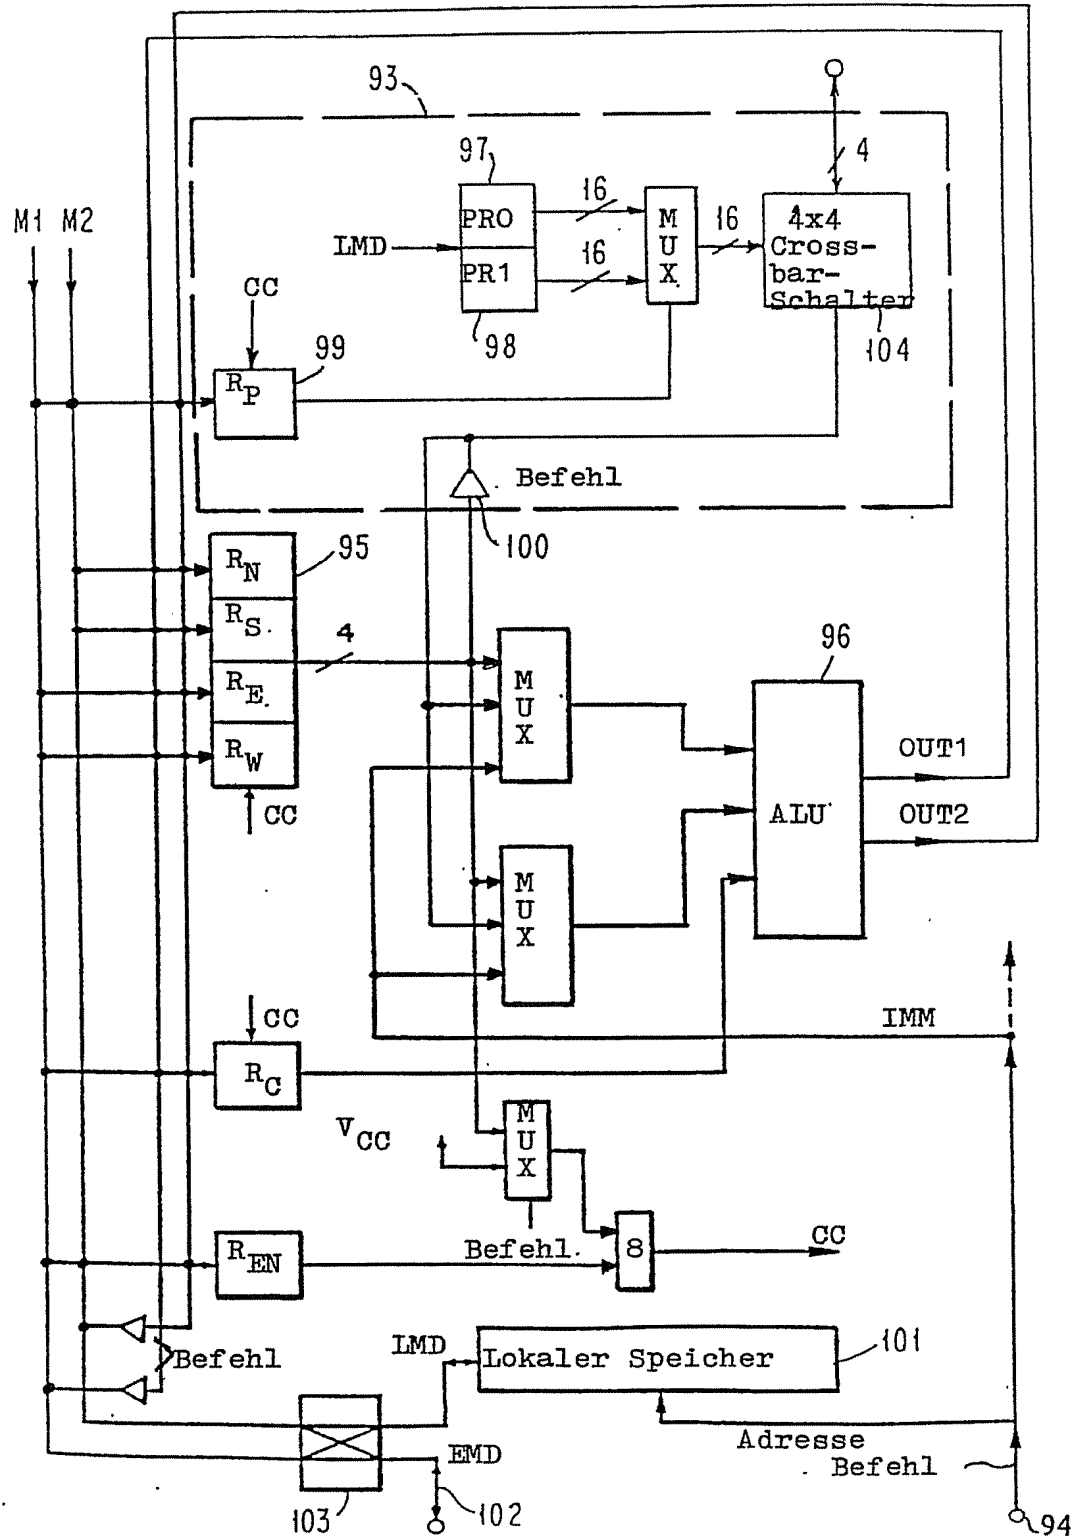 93
4
97
16
PR0
M
U
X
16
4x4
Cross-
bar-
Schalter
M1
M2
LMD
16
PR1
CC
98
104
99
RP
Befehl
100
RN
95
RS
4
RE
RW
CC
M
U
X
96
OUT1
ALU
OUT2
M
U
X
CC
IMM
RC
VCC
M
U
X
REN
Befehl
8
CC
LMD
Lokaler Speicher
101
Befehl
Adresse
Befehl
EMD
103
102
94